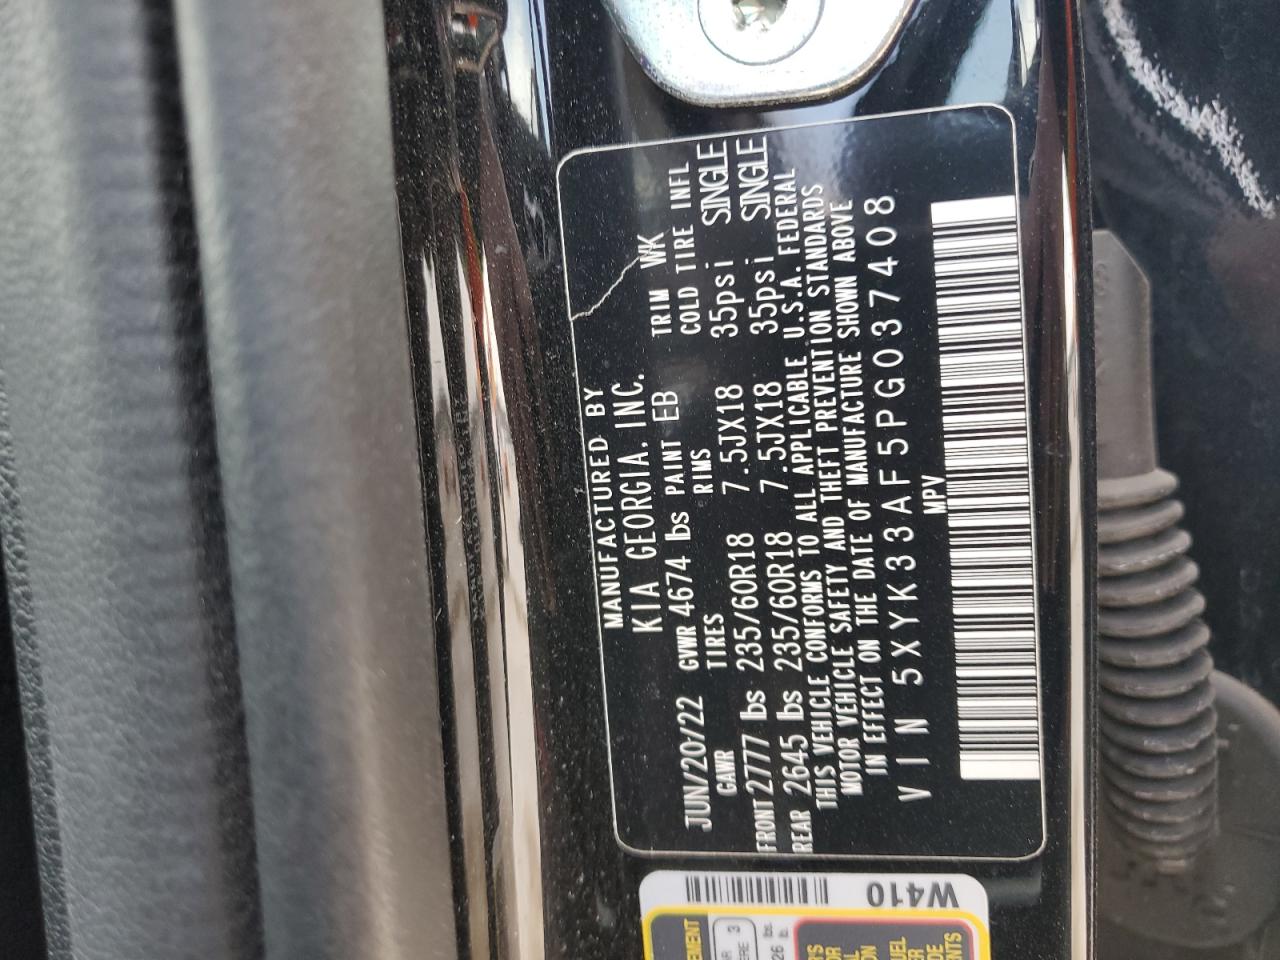 MANUFACTURED BY
KIA GEORGIA, INC.
JUN/20/22 GVWR 4674 lbs PAINT EB TRIM WK
GAWR TIRES RIMS COLD TIRE INFL
FRONT 2777 lbs 235/60R18 7.5JX18 35psi SINGLE
REAR 2645 lbs 235/60R18 7.5JX18 35psi SINGLE
THIS VEHICLE CONFORMS TO ALL APPLICABLE U.S.A. FEDERAL
MOTOR VEHICLE SAFETY AND THEFT PREVENTION STANDARDS
IN EFFECT ON THE DATE OF MANUFACTURE SHOWN ABOVE
VIN 5XYK33AF5PG037408
MPV
W410